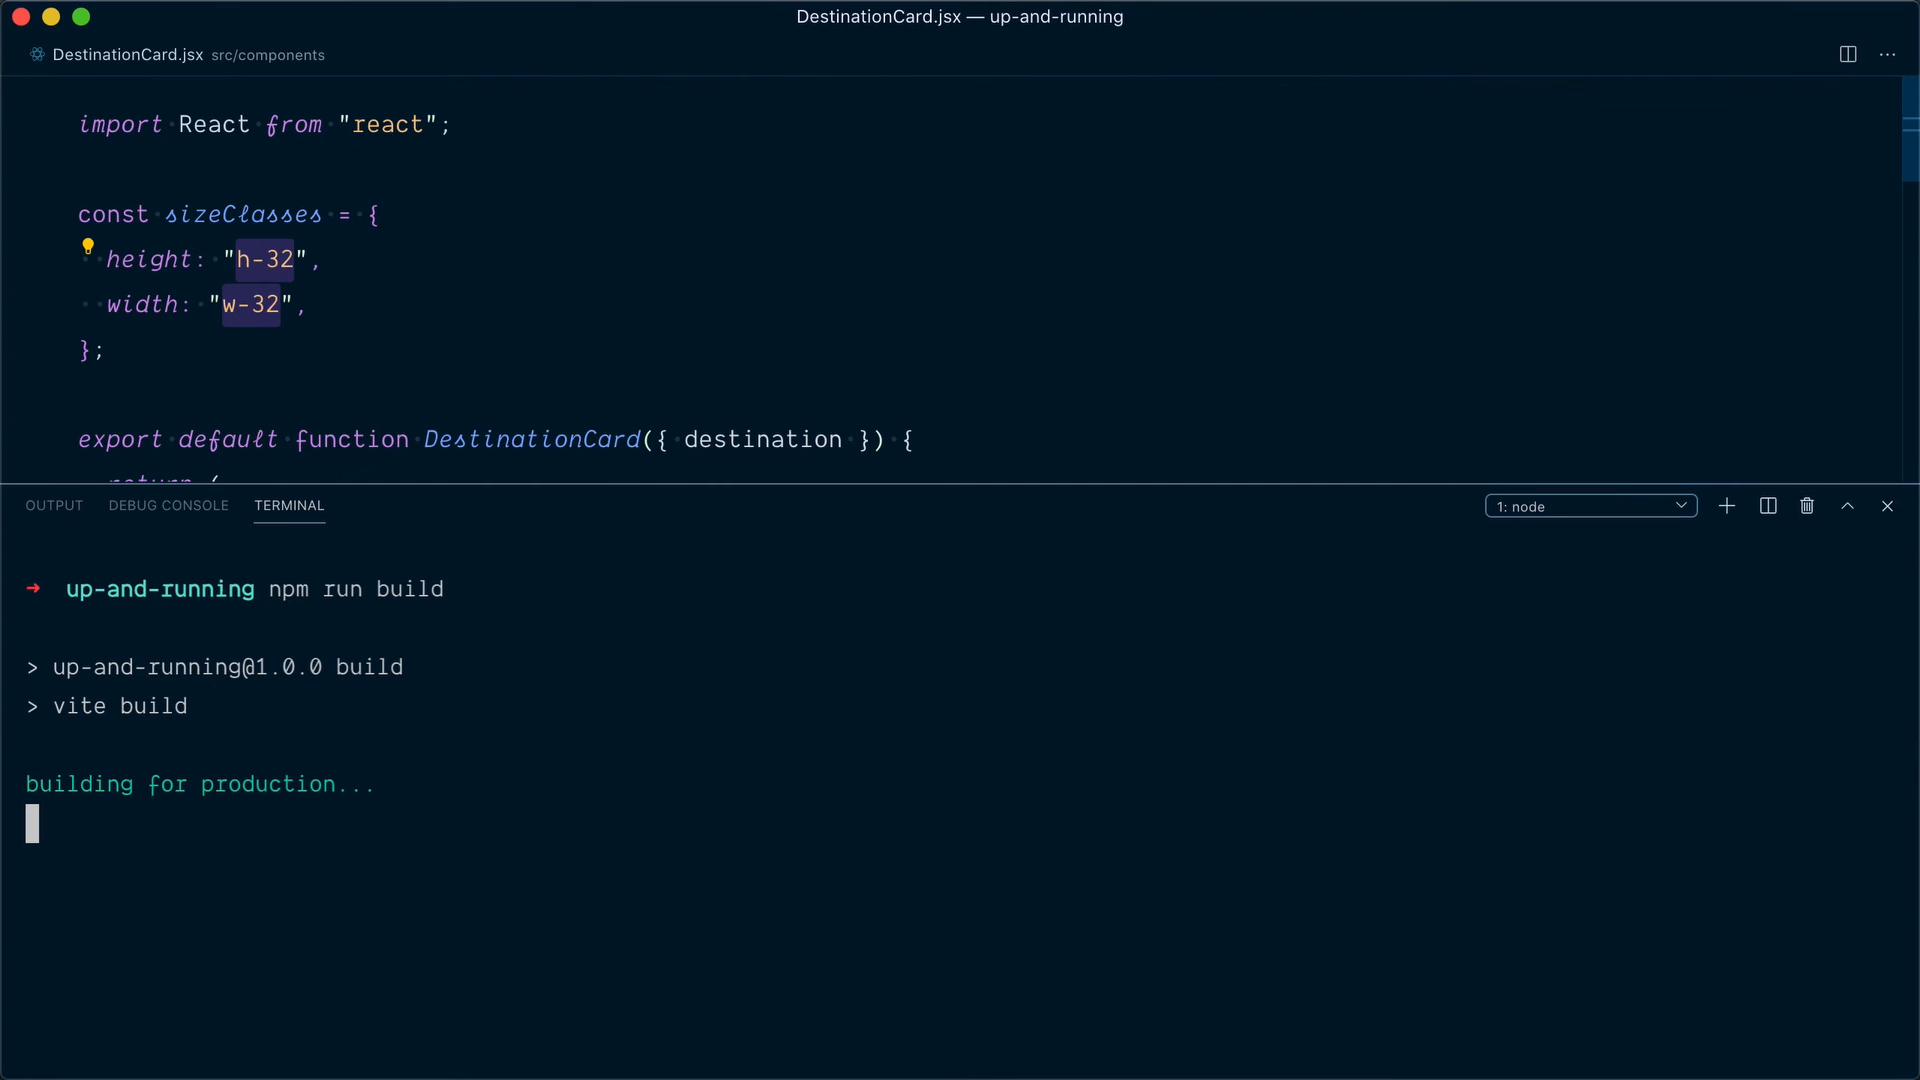 DestinationCard.jsx — up-and-running
DestinationCard.jsx src/components
import React from "react";
const sizeClasses = {
height: "h-32",
width: "w-32",
};
export default function DestinationCard({ destination }) {
return (
OUTPUT DEBUG CONSOLE TERMINAL 1: node
➜ up-and-running npm run build
> up-and-running@1.0.0 build
> vite build
building for production...